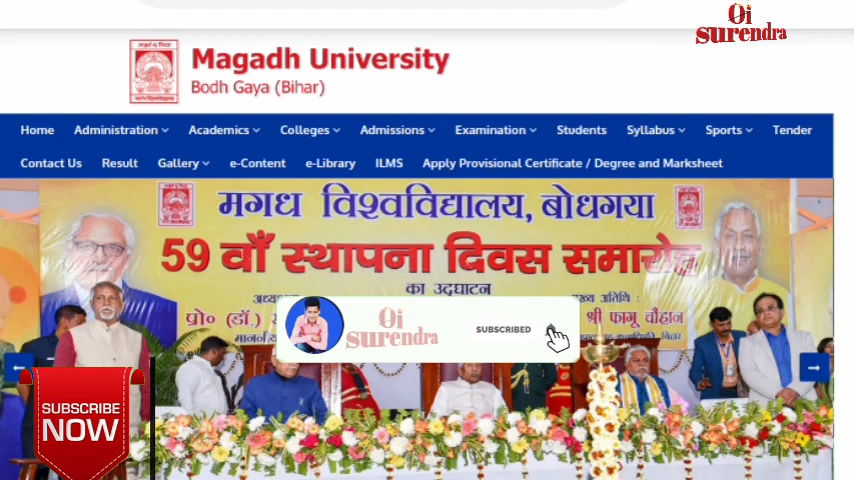 Oi
surendra
Magadh University
Bodh Gaya (Bihar)
Home Administration Academics Colleges Admissions Examination Students Syllabus Sports Tender
Contact Us Result Gallery e-Content e-Library ILMS Apply Provisional Certificate / Degree and Marksheet
मगध विश्वविद्यालय, बोधगया
59 वाँ स्थापना दिवस समारोह
का उद्घाटन
प्रो० (डॉ.)
श्री फागू चौहान
Oi
surendra
SUBSCRIBED
SUBSCRIBE
NOW